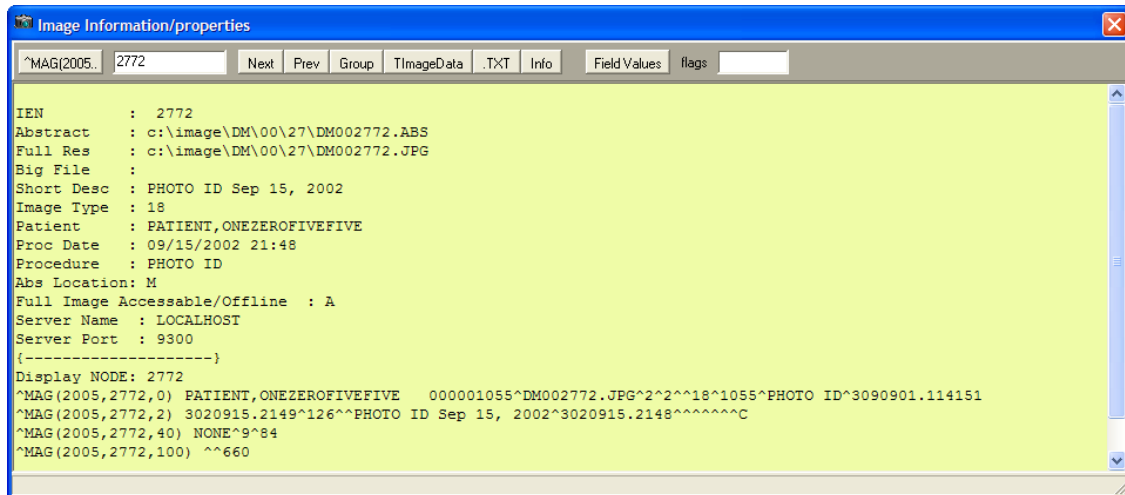 Image Information/properties
^MAG(2005.. 2772 Next Prev Group TImageData .TXT Info Field Values flags
IEN : 2772
Abstract : c:\image\DM\00\27\DM002772.ABS
Full Res : c:\image\DM\00\27\DM002772.JPG
Big File :
Short Desc : PHOTO ID Sep 15, 2002
Image Type : 18
Patient : PATIENT,ONEZEROFIVEFIVE
Proc Date : 09/15/2002 21:48
Procedure : PHOTO ID
Abs Location: M
Full Image Accessable/Offline : A
Server Name : LOCALHOST
Server Port : 9300
{--------------------}
Display NODE: 2772
^MAG(2005,2772,0) PATIENT,ONEZEROFIVEFIVE 000001055^DM002772.JPG^2^2^^18^1055^PHOTO ID^3090901.114151
^MAG(2005,2772,2) 3020915.2149^126^^PHOTO ID Sep 15, 2002^3020915.2148^^^^^^^C
^MAG(2005,2772,40) NONE^9^84
^MAG(2005,2772,100) ^^660